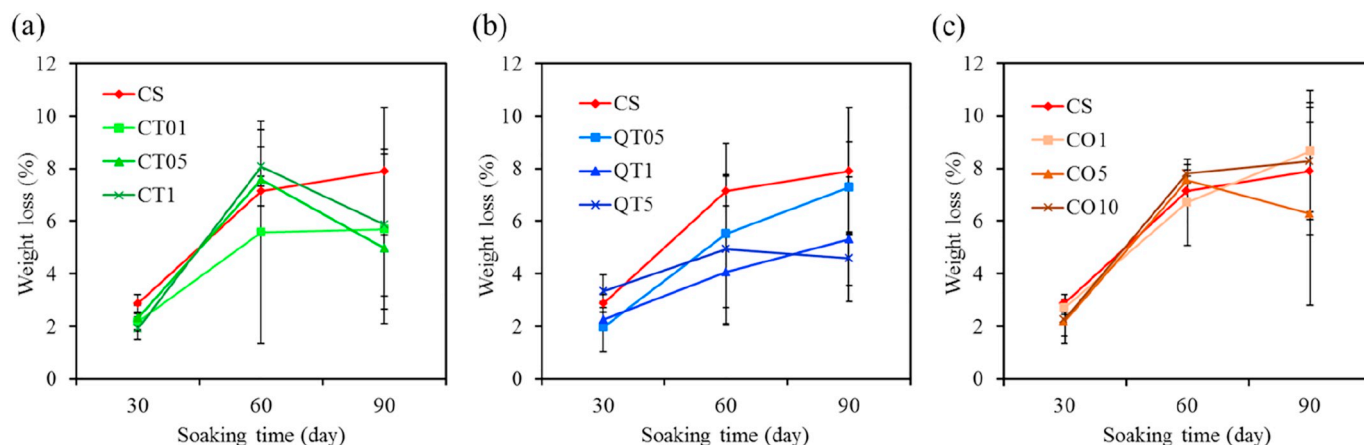 (a)
Weight loss (%)
12
10
8
6
4
2
0
CS
CT01
CT05
CT1
30 60 90
Soaking time (day)
(b)
Weight loss (%)
12
10
8
6
4
2
0
CS
QT05
QT1
QT5
30 60 90
Soaking time (day)
(c)
Weight loss (%)
12
10
8
6
4
2
0
CS
CO1
CO5
CO10
30 60 90
Soaking time (day)